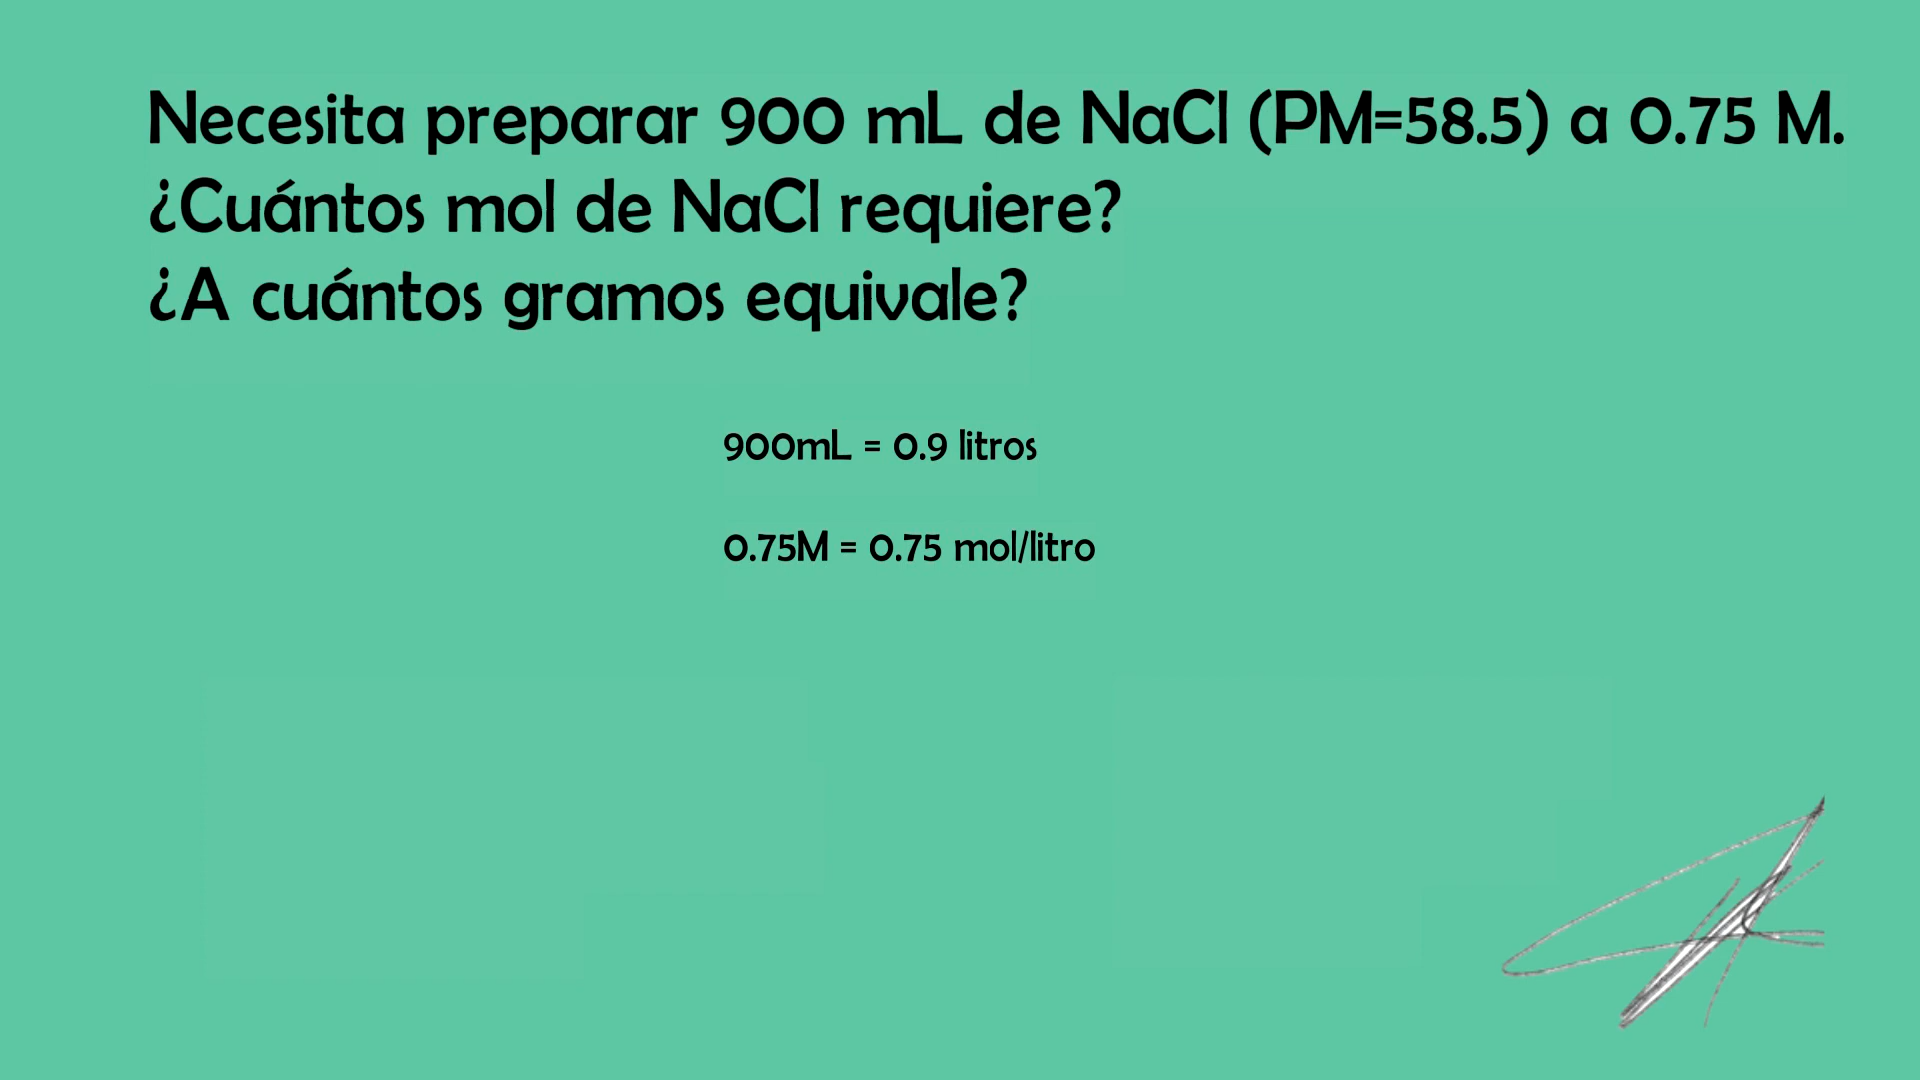 Necesita preparar 900 mL de NaCl (PM=58.5) a 0.75 M.
¿Cuántos mol de NaCl requiere?
¿A cuántos gramos equivale?
900mL = 0.9 litros
0.75M = 0.75 mol/litro